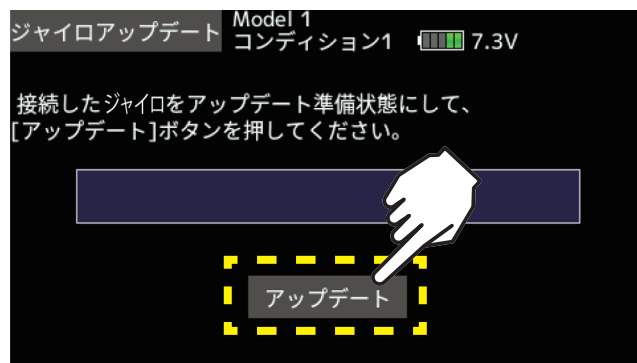 ジャイロアップデート
Model 1
コンディション1 7.3V
接続したジャイロをアップデート準備状態にして、
[アップデート]ボタンを押してください。
アップデート